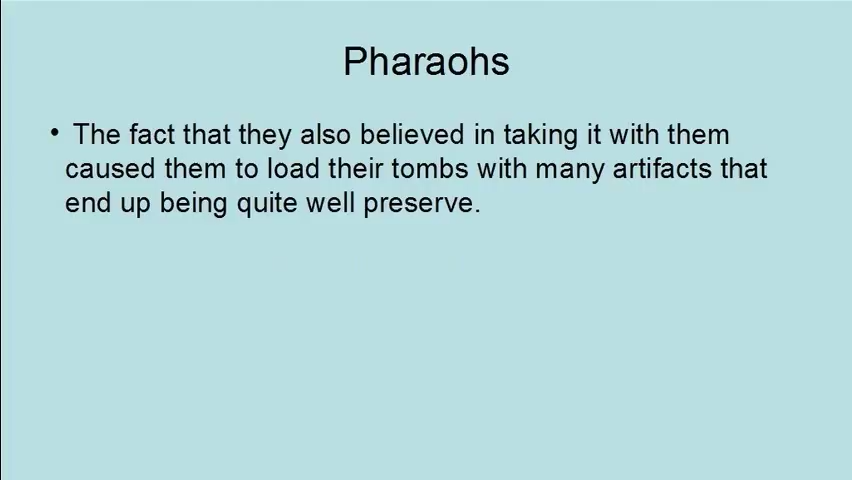 Pharaohs
• The fact that they also believed in taking it with them
caused them to load their tombs with many artifacts that
end up being quite well preserve.